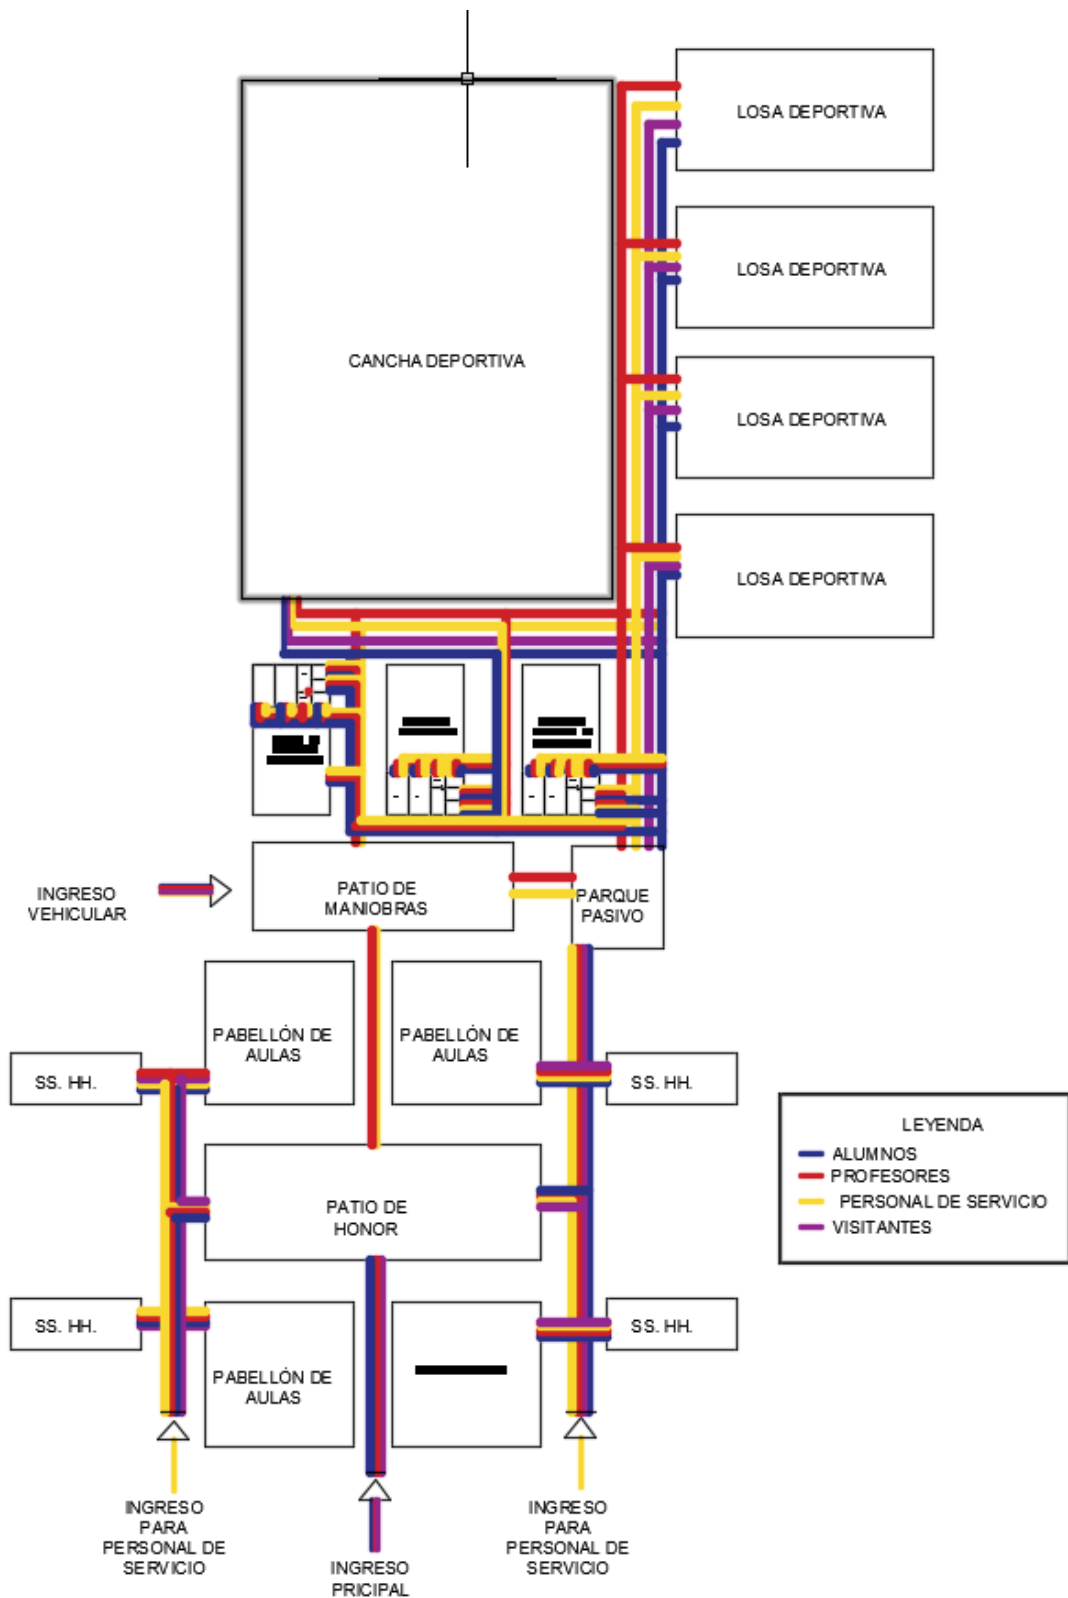 LOSA DEPORTIVA
LOSA DEPORTIVA
CANCHA DEPORTIVA
LOSA DEPORTIVA
LOSA DEPORTIVA
INGRESO
VEHICULAR
PATIO DE
MANIOBRAS
PARQUE
PASIVO
PABELLÓN DE
AULAS
PABELLÓN DE
AULAS
SS. HH.
SS. HH.
LEYENDA
ALUMNOS
PROFESORES
PERSONAL DE SERVICIO
VISITANTES
PATIO DE
HONOR
SS. HH.
SS. HH.
PABELLÓN DE
AULAS
INGRESO
PARA
PERSONAL DE
SERVICIO
INGRESO
PRICIPAL
INGRESO
PARA
PERSONAL DE
SERVICIO